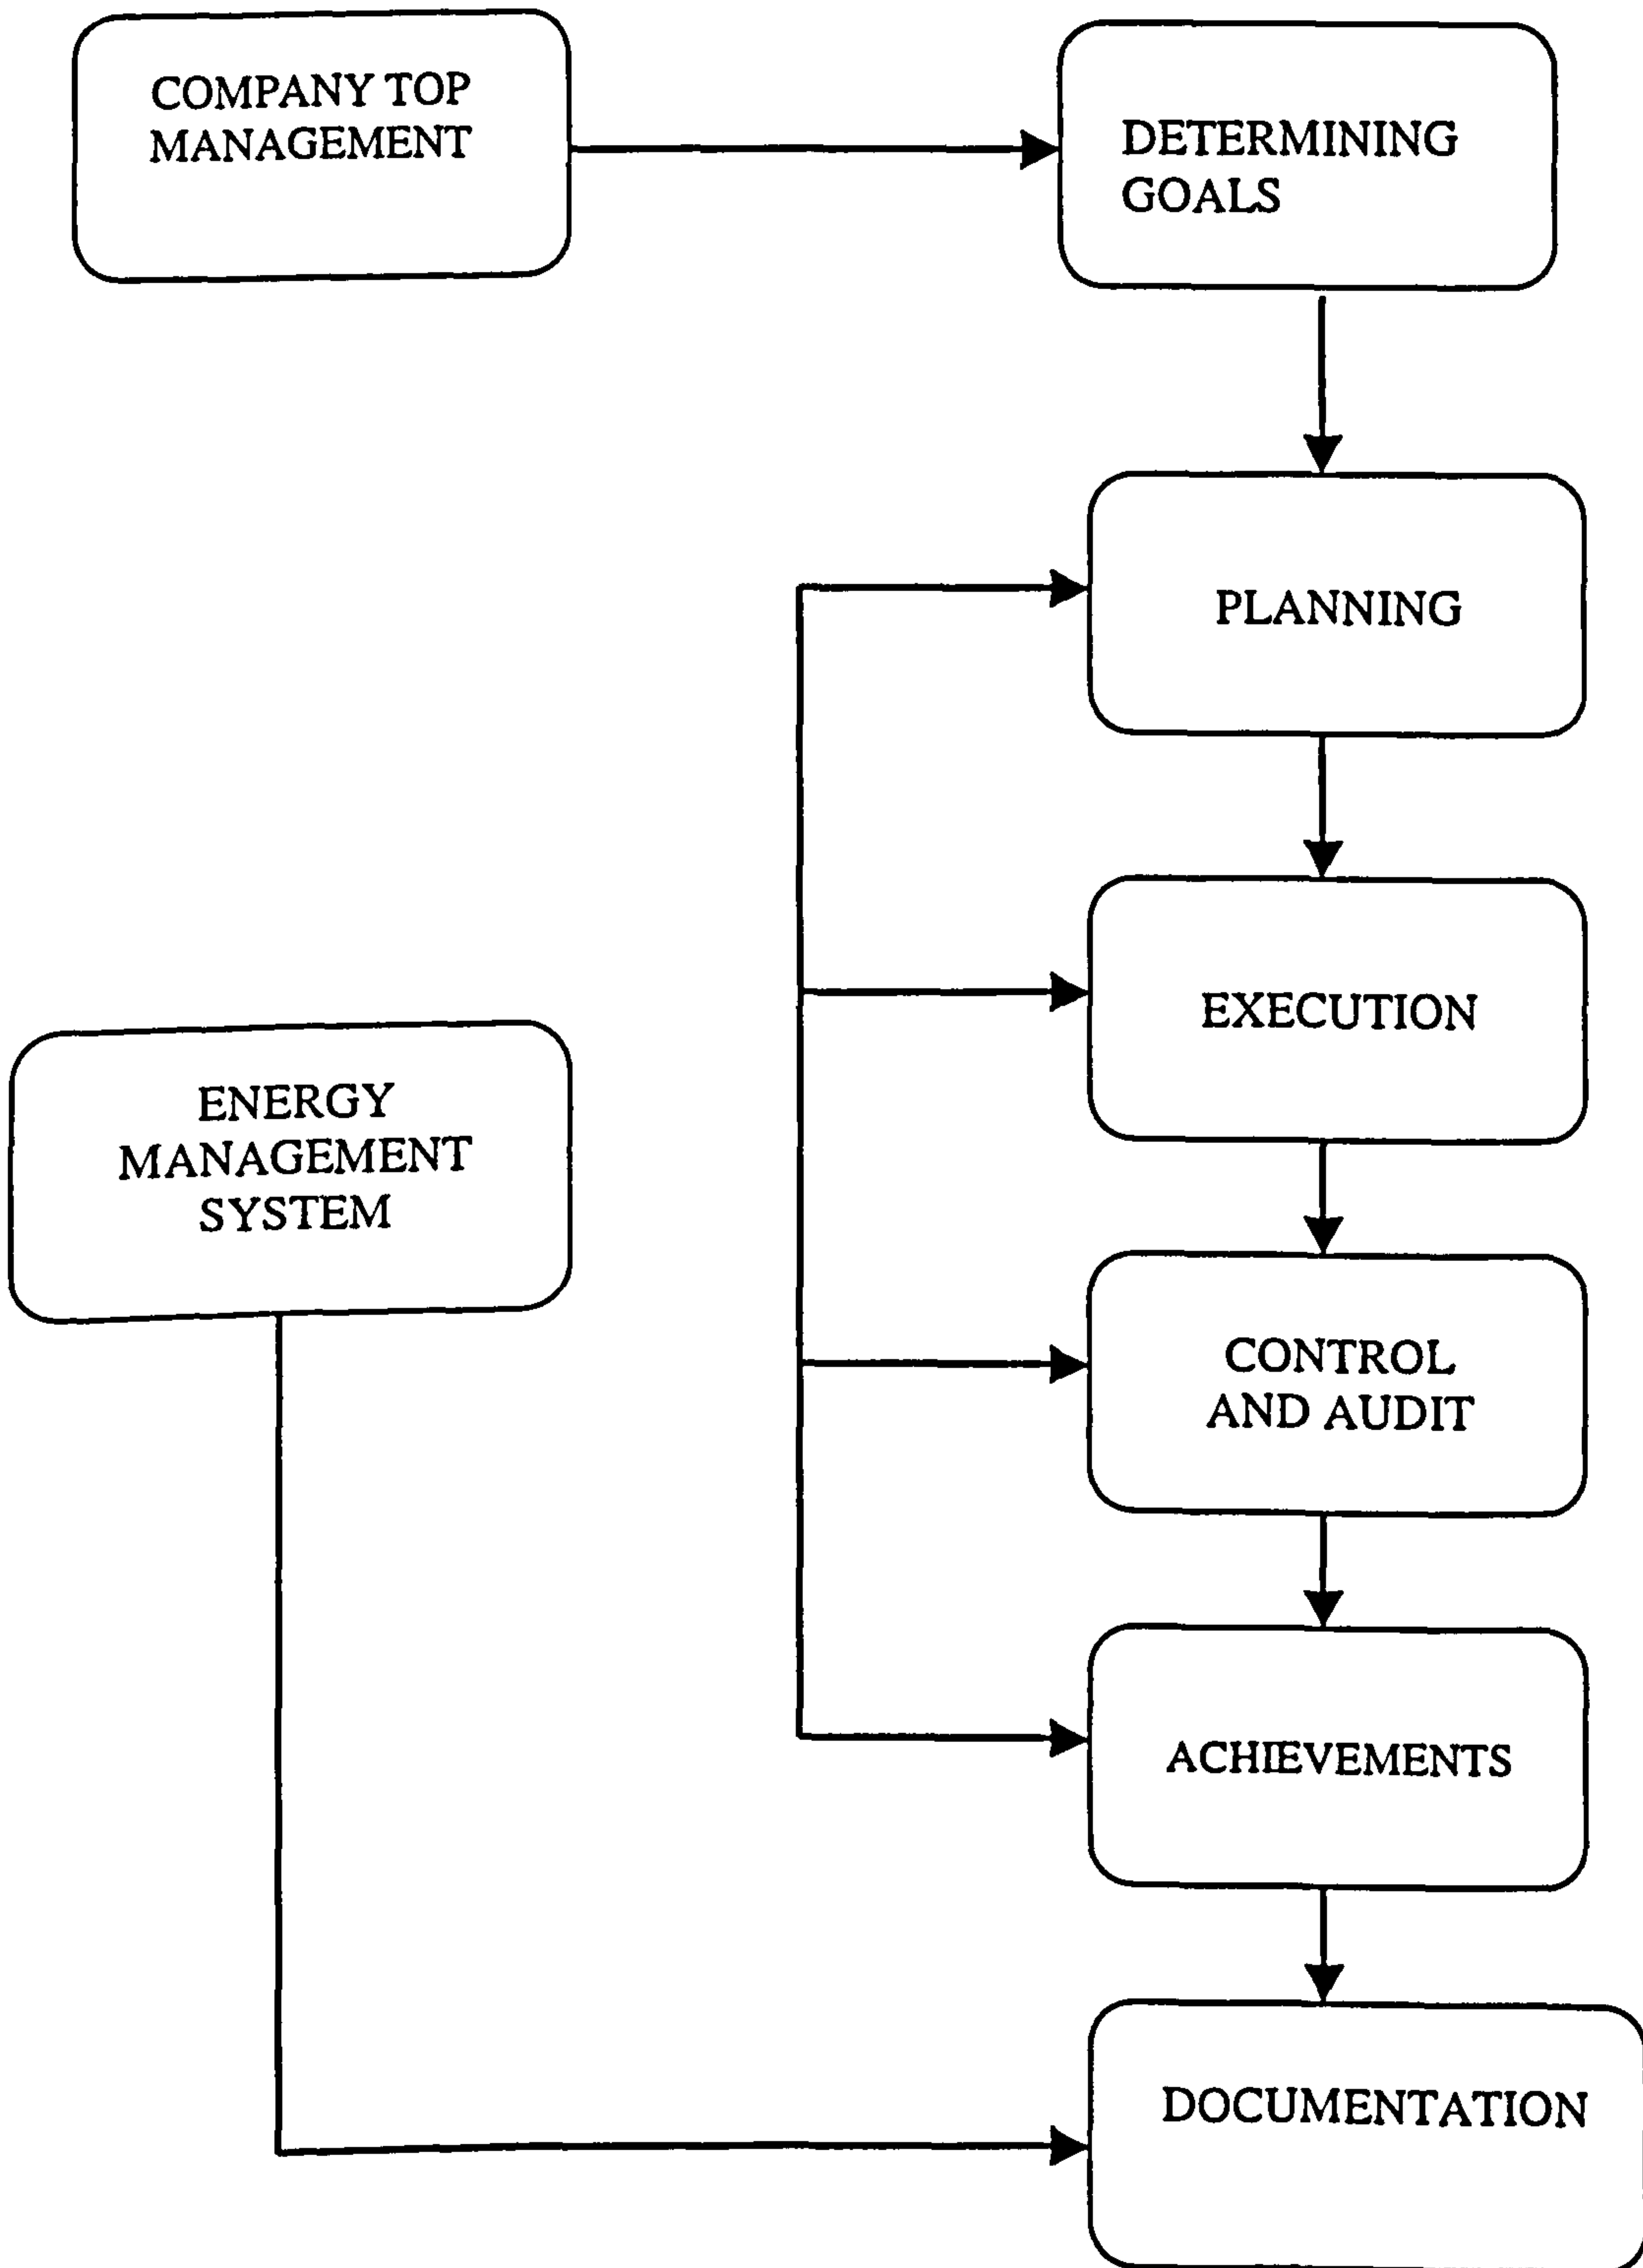 COMPANY TOP
MANAGEMENT
DETERMINING
GOALS
PLANNING
EXECUTION
ENERGY
MANAGEMENT
SYSTEM
CONTROL
AND AUDIT
ACHIEVEMENTS
DOCUMENTATION